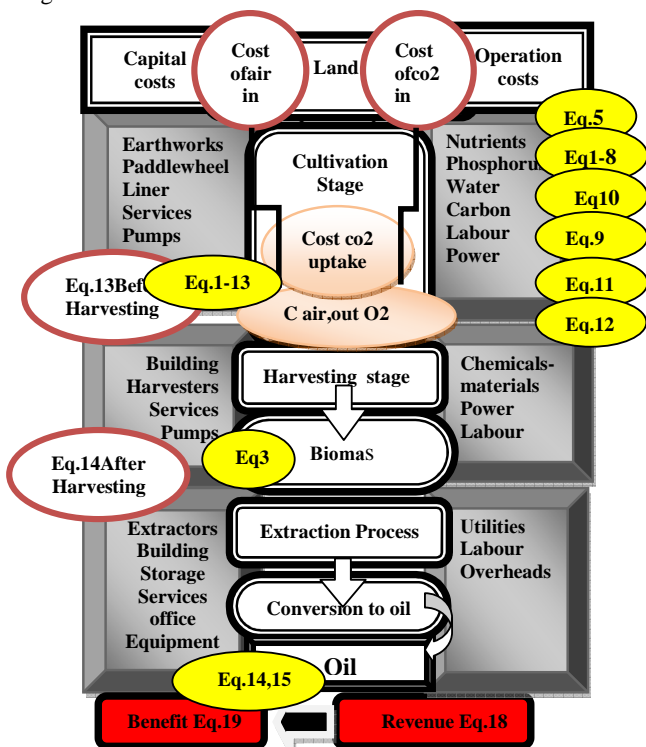 Capital
costs
Cost
ofair
in
Land
Cost
ofco2
in
Operation
costs
Earthworks
Paddlewheel
Liner
Services
Pumps
Cultivation
Stage
Cost co2
uptake
C air,out O2
Nutrients
Phosphoru
Water
Carbon
Labour
Power
Eq.5
Eq1-8
Eq10
Eq.9
Eq.11
Eq.12
Eq.13Bef
Harvesting
Eq.1-13
Building
Harvesters
Services
Pumps
Harvesting stage
BiomaS
Chemicals-
materials
Power
Labour
Eq.14After
Harvesting
Eq3
Extractors
Building
Storage
Services
office
Equipment
Extraction Process
Conversion to oil
Oil
Utilities
Labour
Overheads
Eq.14,15
Benefit Eq.19
Revenue Eq.18